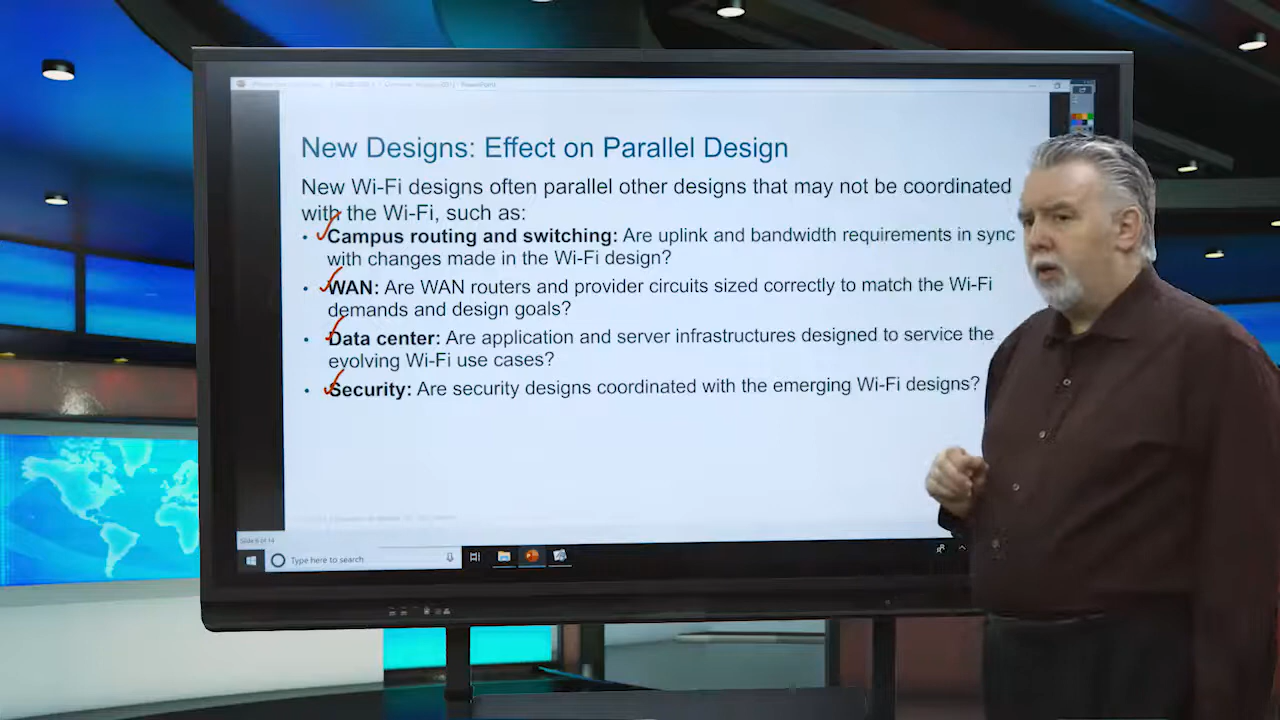 PowerPoint
New Designs: Effect on Parallel Design
New Wi-Fi designs often parallel other designs that may not be coordinated
with the Wi-Fi, such as:
• Campus routing and switching: Are uplink and bandwidth requirements in sync
with changes made in the Wi-Fi design?
• WAN: Are WAN routers and provider circuits sized correctly to match the Wi-Fi
demands and design goals?
• Data center: Are application and server infrastructures designed to service the
evolving Wi-Fi use cases?
• Security: Are security designs coordinated with the emerging Wi-Fi designs?
Type here to search